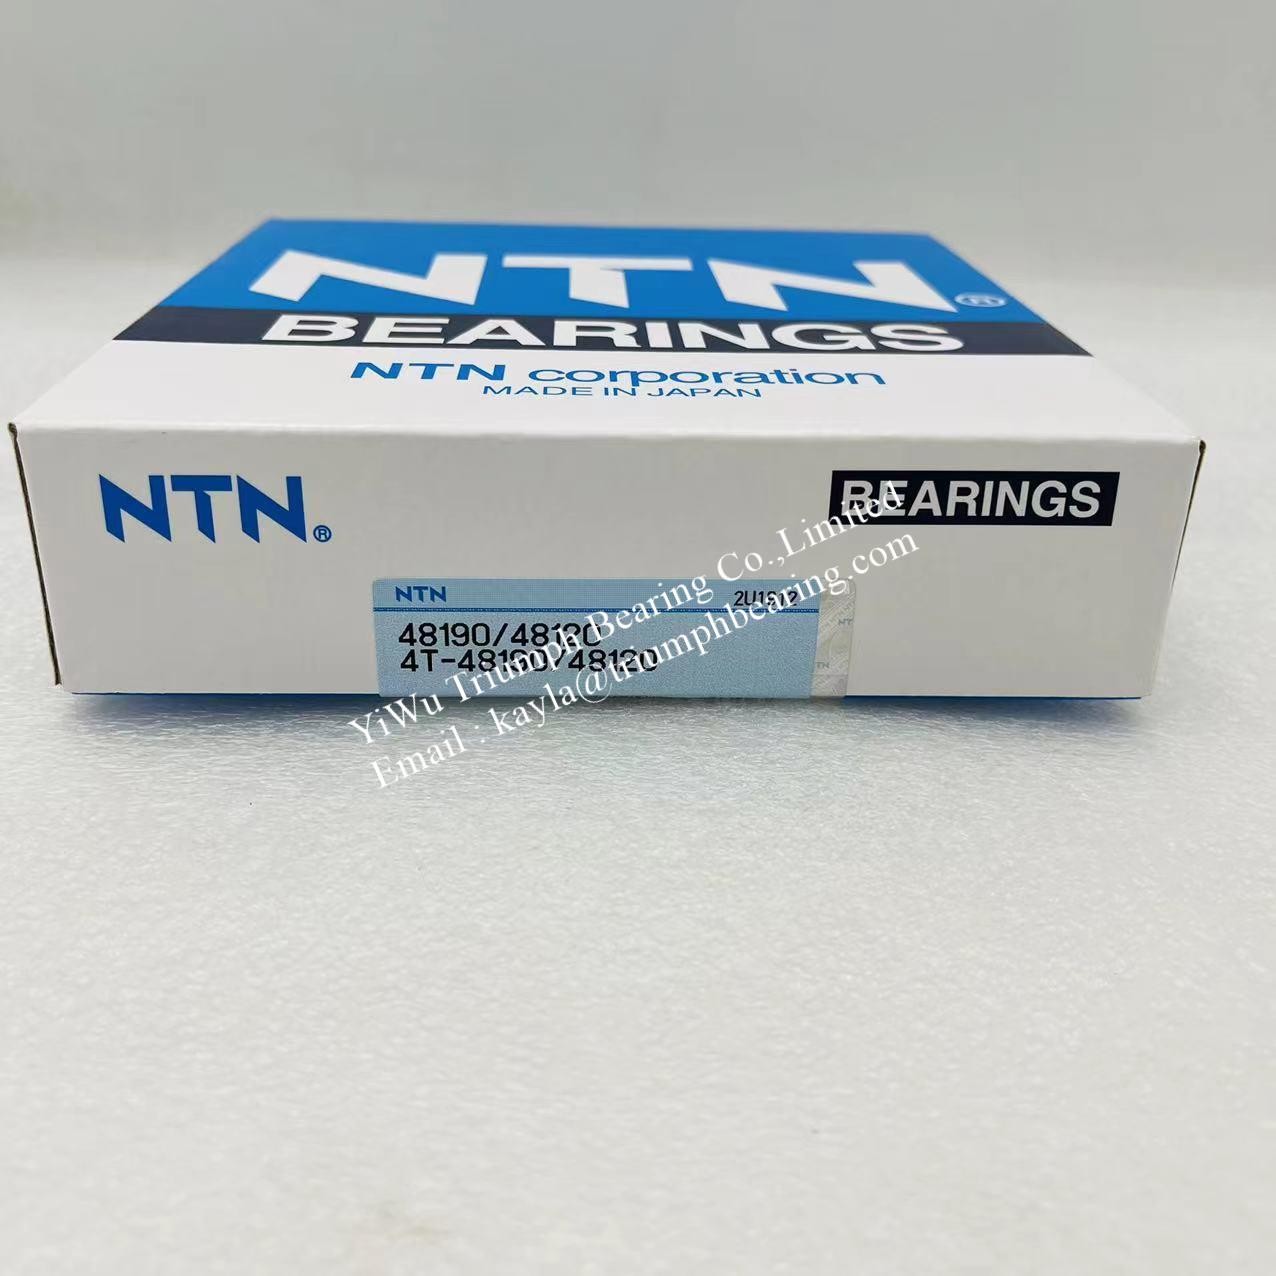 NTN®
BEARINGS
NTN corporation
MADE IN JAPAN
NTN®
BEARINGS
NTN 2U1912
48190/48120
4T-48190/48120
YiWu Triumph Bearing Co.,Limited
Email : kayla@triumphbearing.com